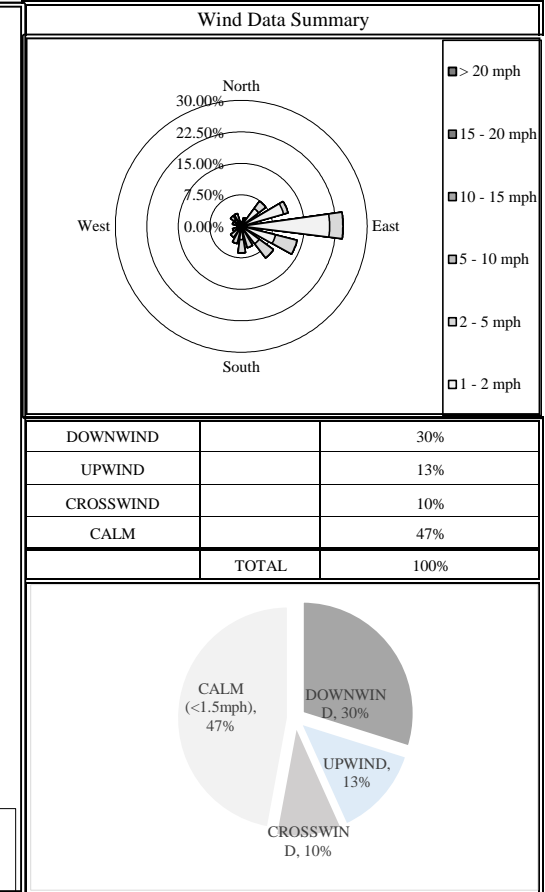 Wind Data Summary
North
30.00%
22.50%
15.00%
7.50%
0.00%
West
East
South
> 20 mph
15 - 20 mph
10 - 15 mph
5 - 10 mph
2 - 5 mph
1 - 2 mph
DOWNWIND 30%
UPWIND 13%
CROSSWIND 10%
CALM 47%
TOTAL 100%
CALM
(<1.5mph),
47%
DOWNWIN
D, 30%
UPWIND,
13%
CROSSWIN
D, 10%